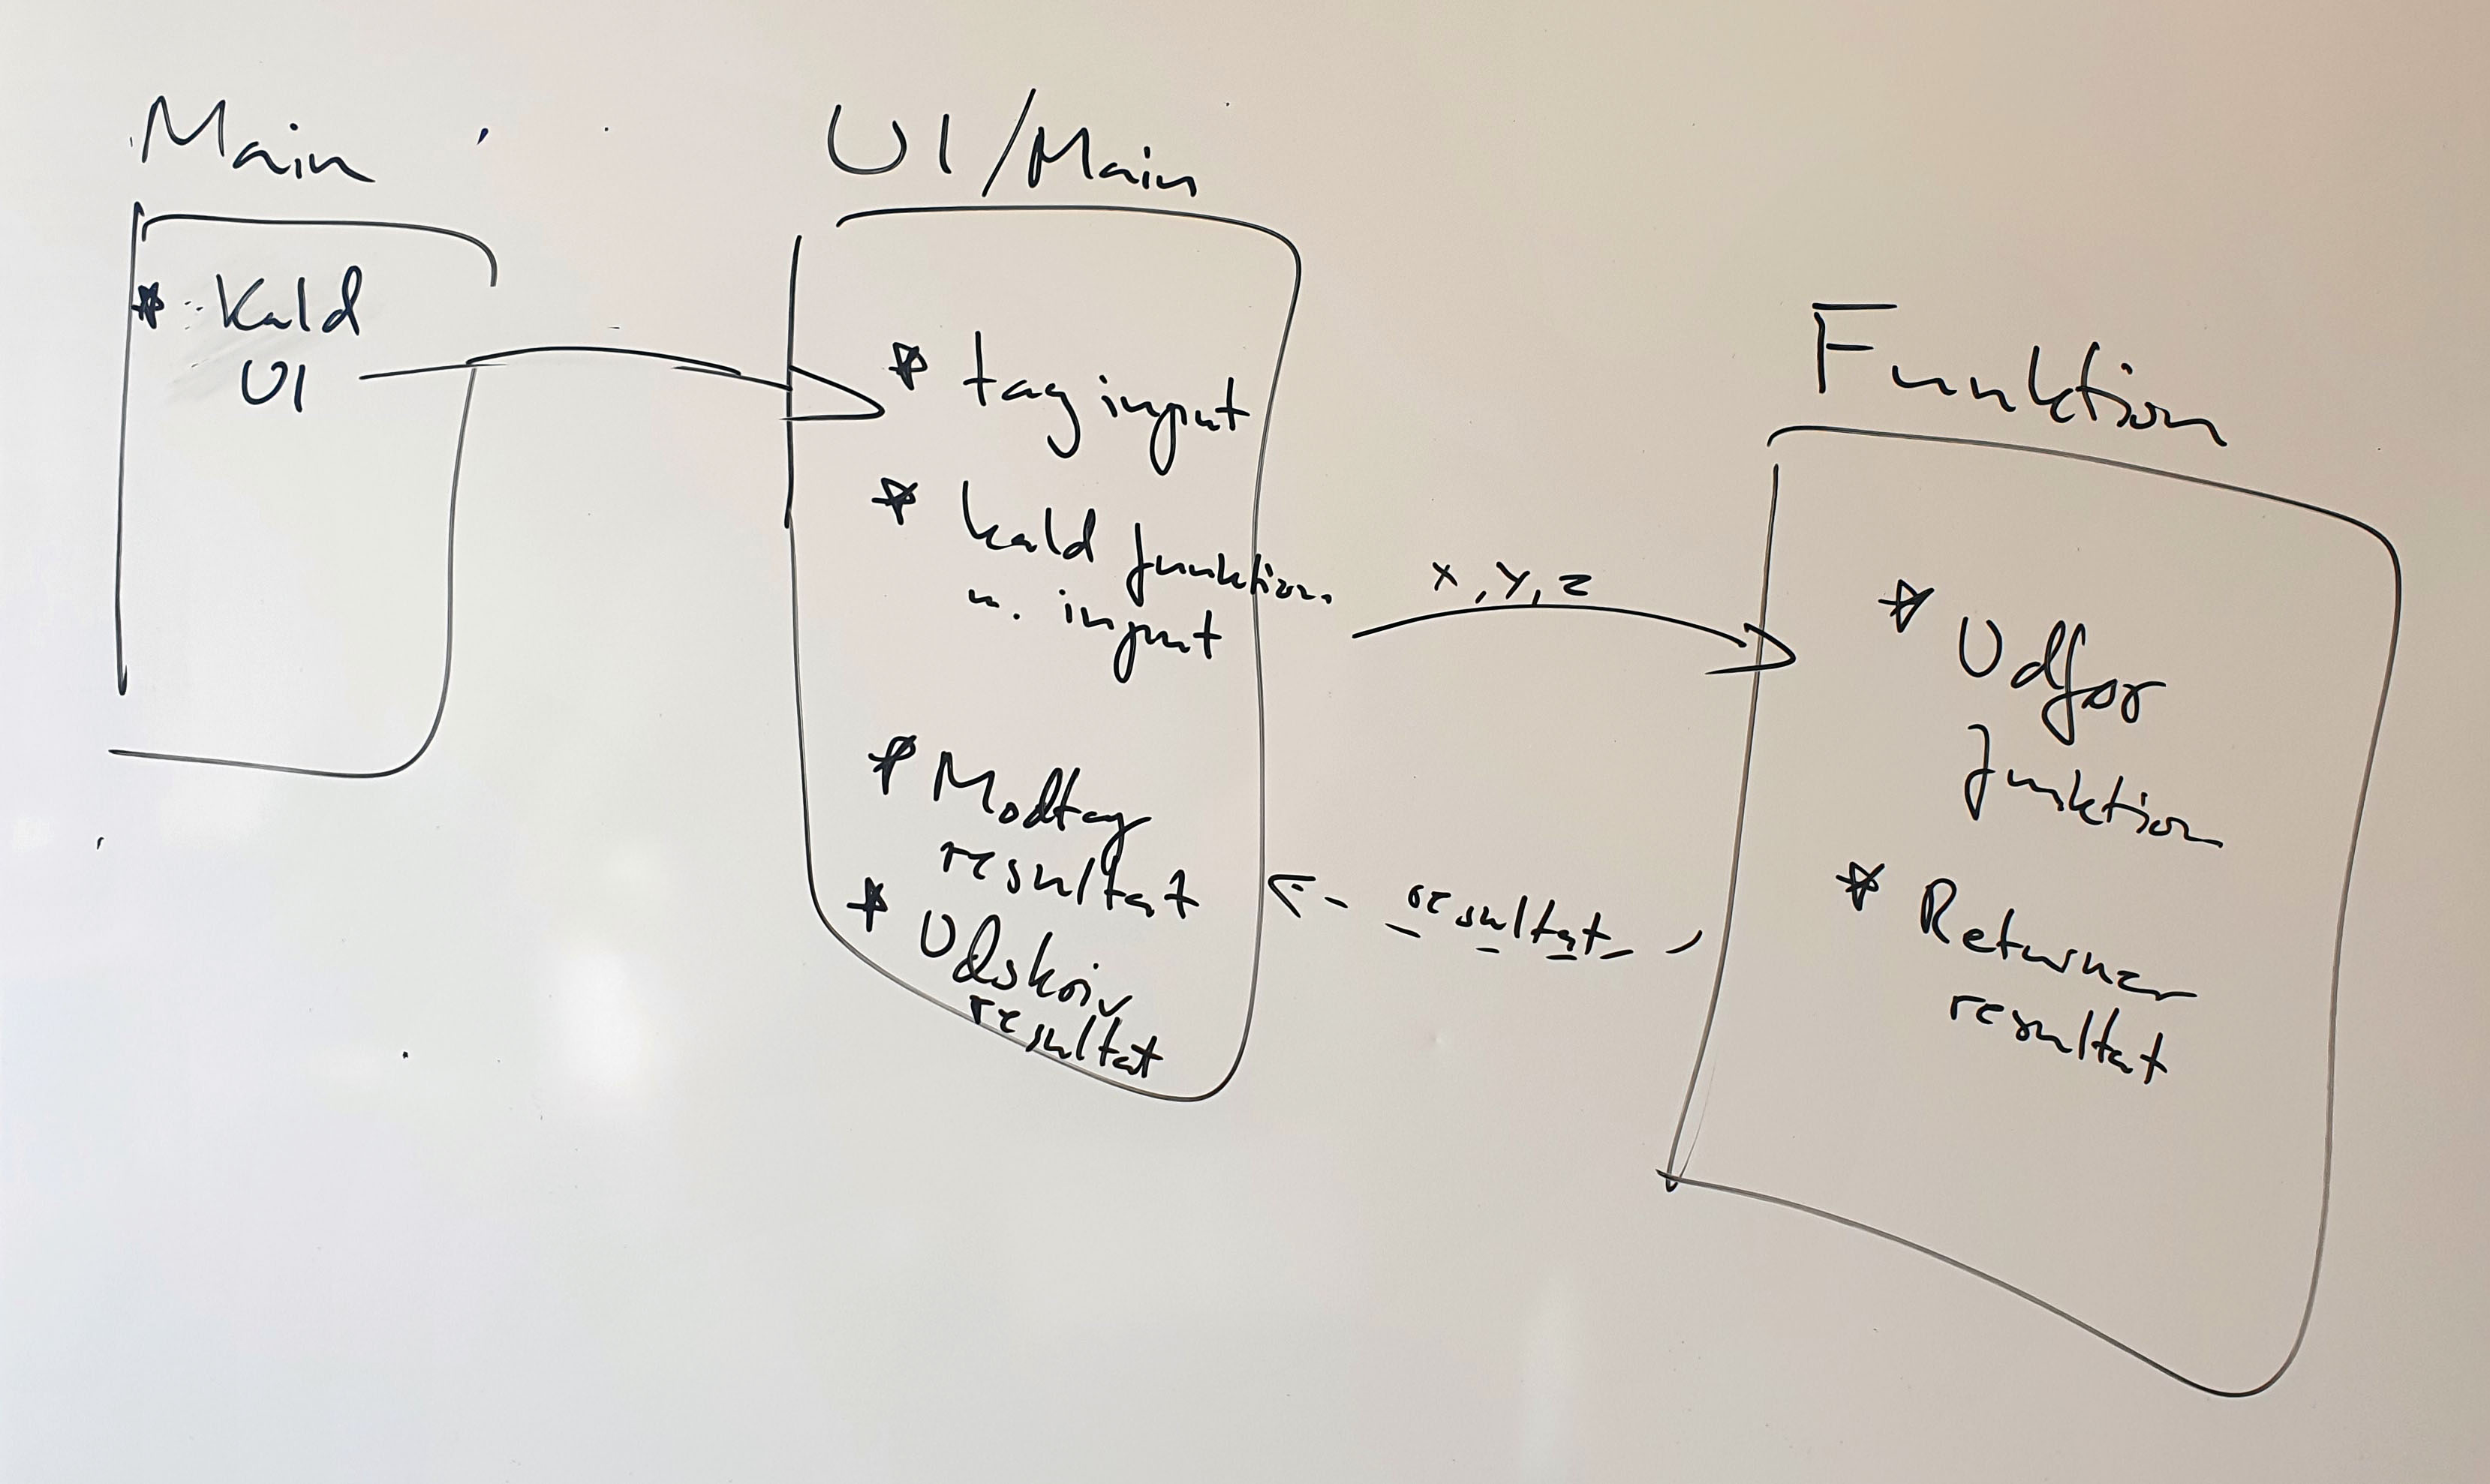 Main
* Kald
UI
UI/Main
* tag input
* kald funktion
m. input
* Modtag
resultat
* Udskriv
resultat
x, y, z
resultat
Funktion
* Udfør
funktion
* Returner
resultat